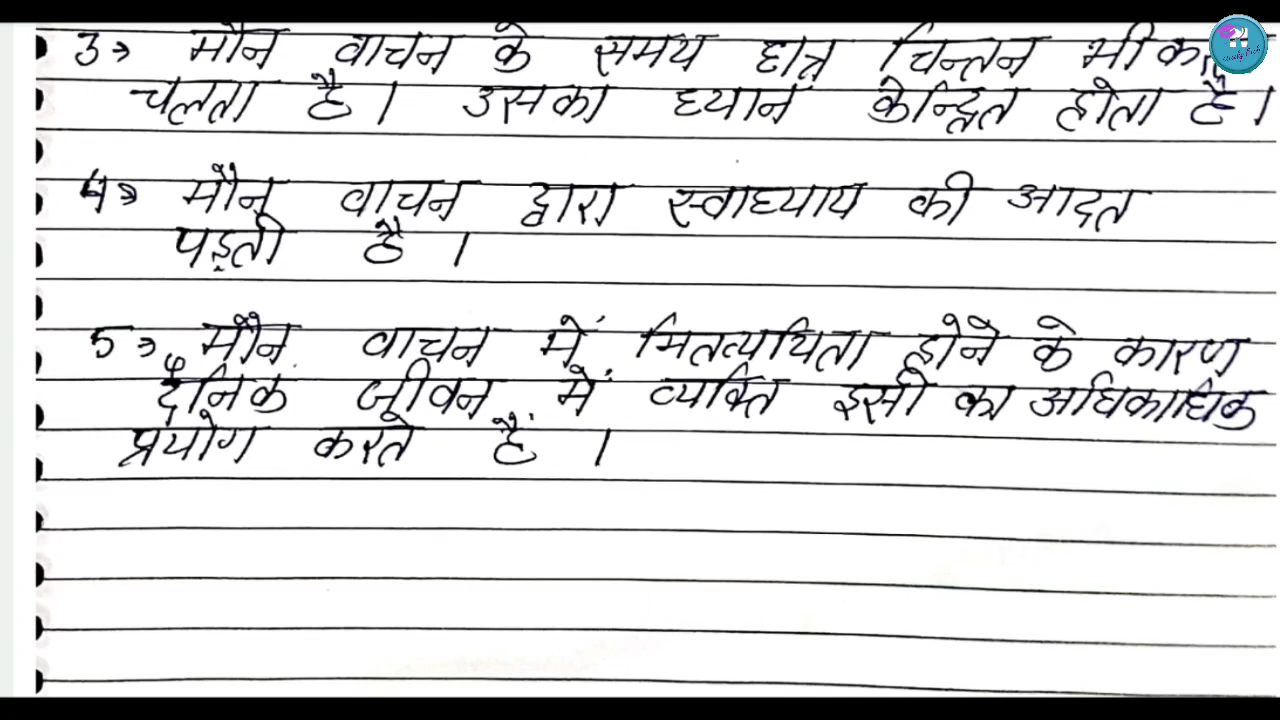 3→ मौन वाचन के समय छात्र चिन्तन भी
चलता है। उसका ध्यान केन्द्रित होता है।
4→ मौन वाचन द्वारा स्वाध्याय की आदत
पड़ती है ।
5→ मौन वाचन में मितव्ययिता होने के कारण
दैनिक जीवन में व्यक्ति इसी का अधिकाधिक
प्रयोग करते हैं ।